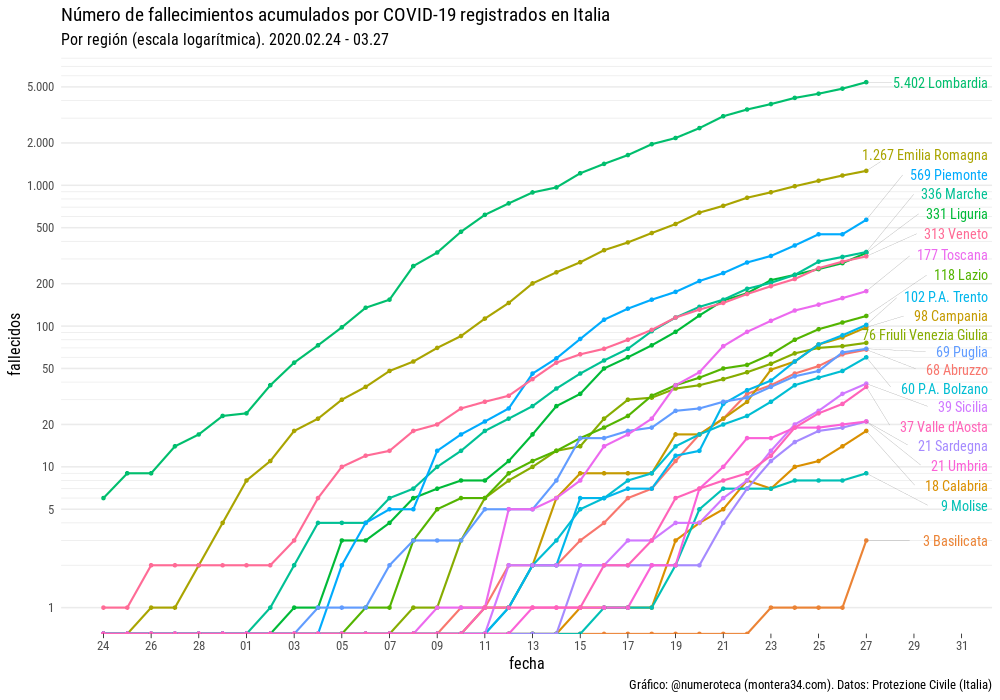 Número de fallecimientos acumulados por COVID-19 registrados en Italia
Por región (escala logarítmica). 2020.02.24 - 03.27
fallecidos
5.000
2.000
1.000
500
200
100
50
20
10
5
1
5.402 Lombardia
1.267 Emilia Romagna
569 Piemonte
336 Marche
331 Liguria
313 Veneto
177 Toscana
118 Lazio
102 P.A. Trento
98 Campania
76 Friuli Venezia Giulia
69 Puglia
68 Abruzzo
60 P.A. Bolzano
39 Sicilia
37 Valle d'Aosta
21 Sardegna
21 Umbria
18 Calabria
9 Molise
3 Basilicata
24 26 28 01 03 05 07 09 11 13 15 17 19 21 23 25 27 29 31
fecha
Gráfico: @numeroteca (montera34.com). Datos: Protezione Civile (Italia)